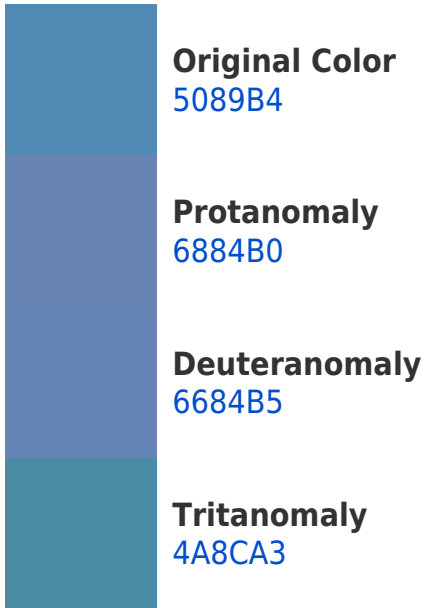 Original Color
5089B4
Protanomaly
6884B0
Deuteranomaly
6684B5
Tritanomaly
4A8CA3